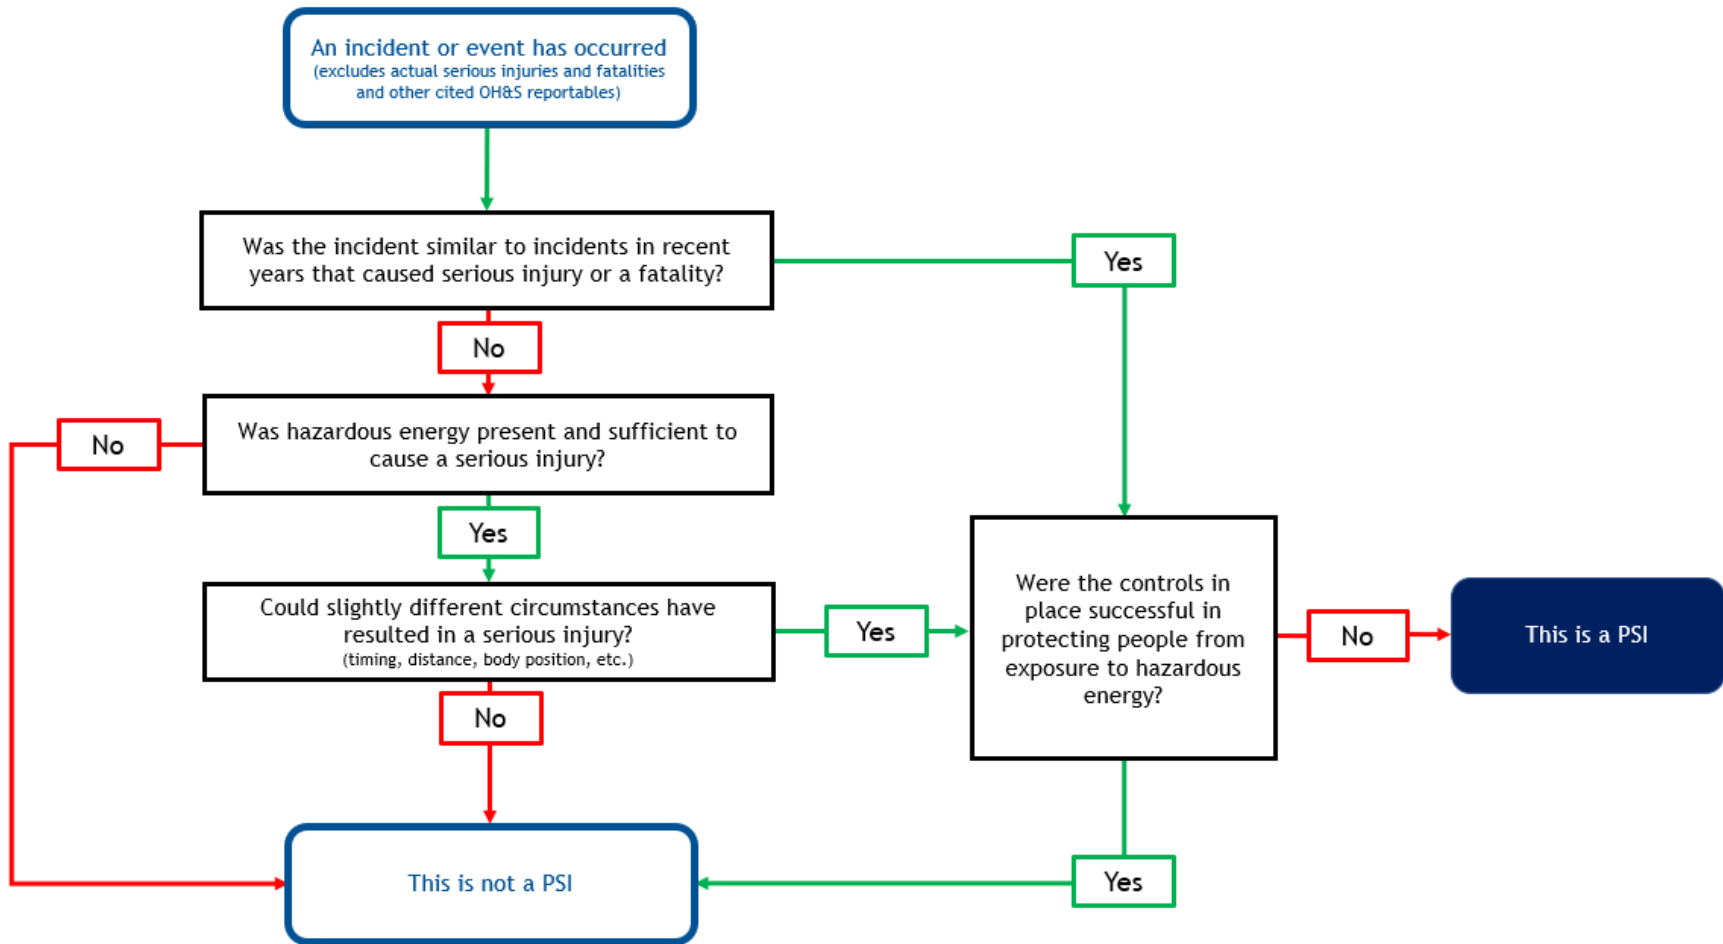 An incident or event has occurred
(excludes actual serious injuries and fatalities
and other cited OH&S reportables)
Was the incident similar to incidents in recent
years that caused serious injury or a fatality?
Yes
No
Was hazardous energy present and sufficient to
cause a serious injury?
No
Yes
Could slightly different circumstances have
resulted in a serious injury?
(timing, distance, body position, etc.)
Yes
No
Were the controls in
place successful in
protecting people from
exposure to hazardous
energy?
No
This is a PSI
Yes
This is not a PSI